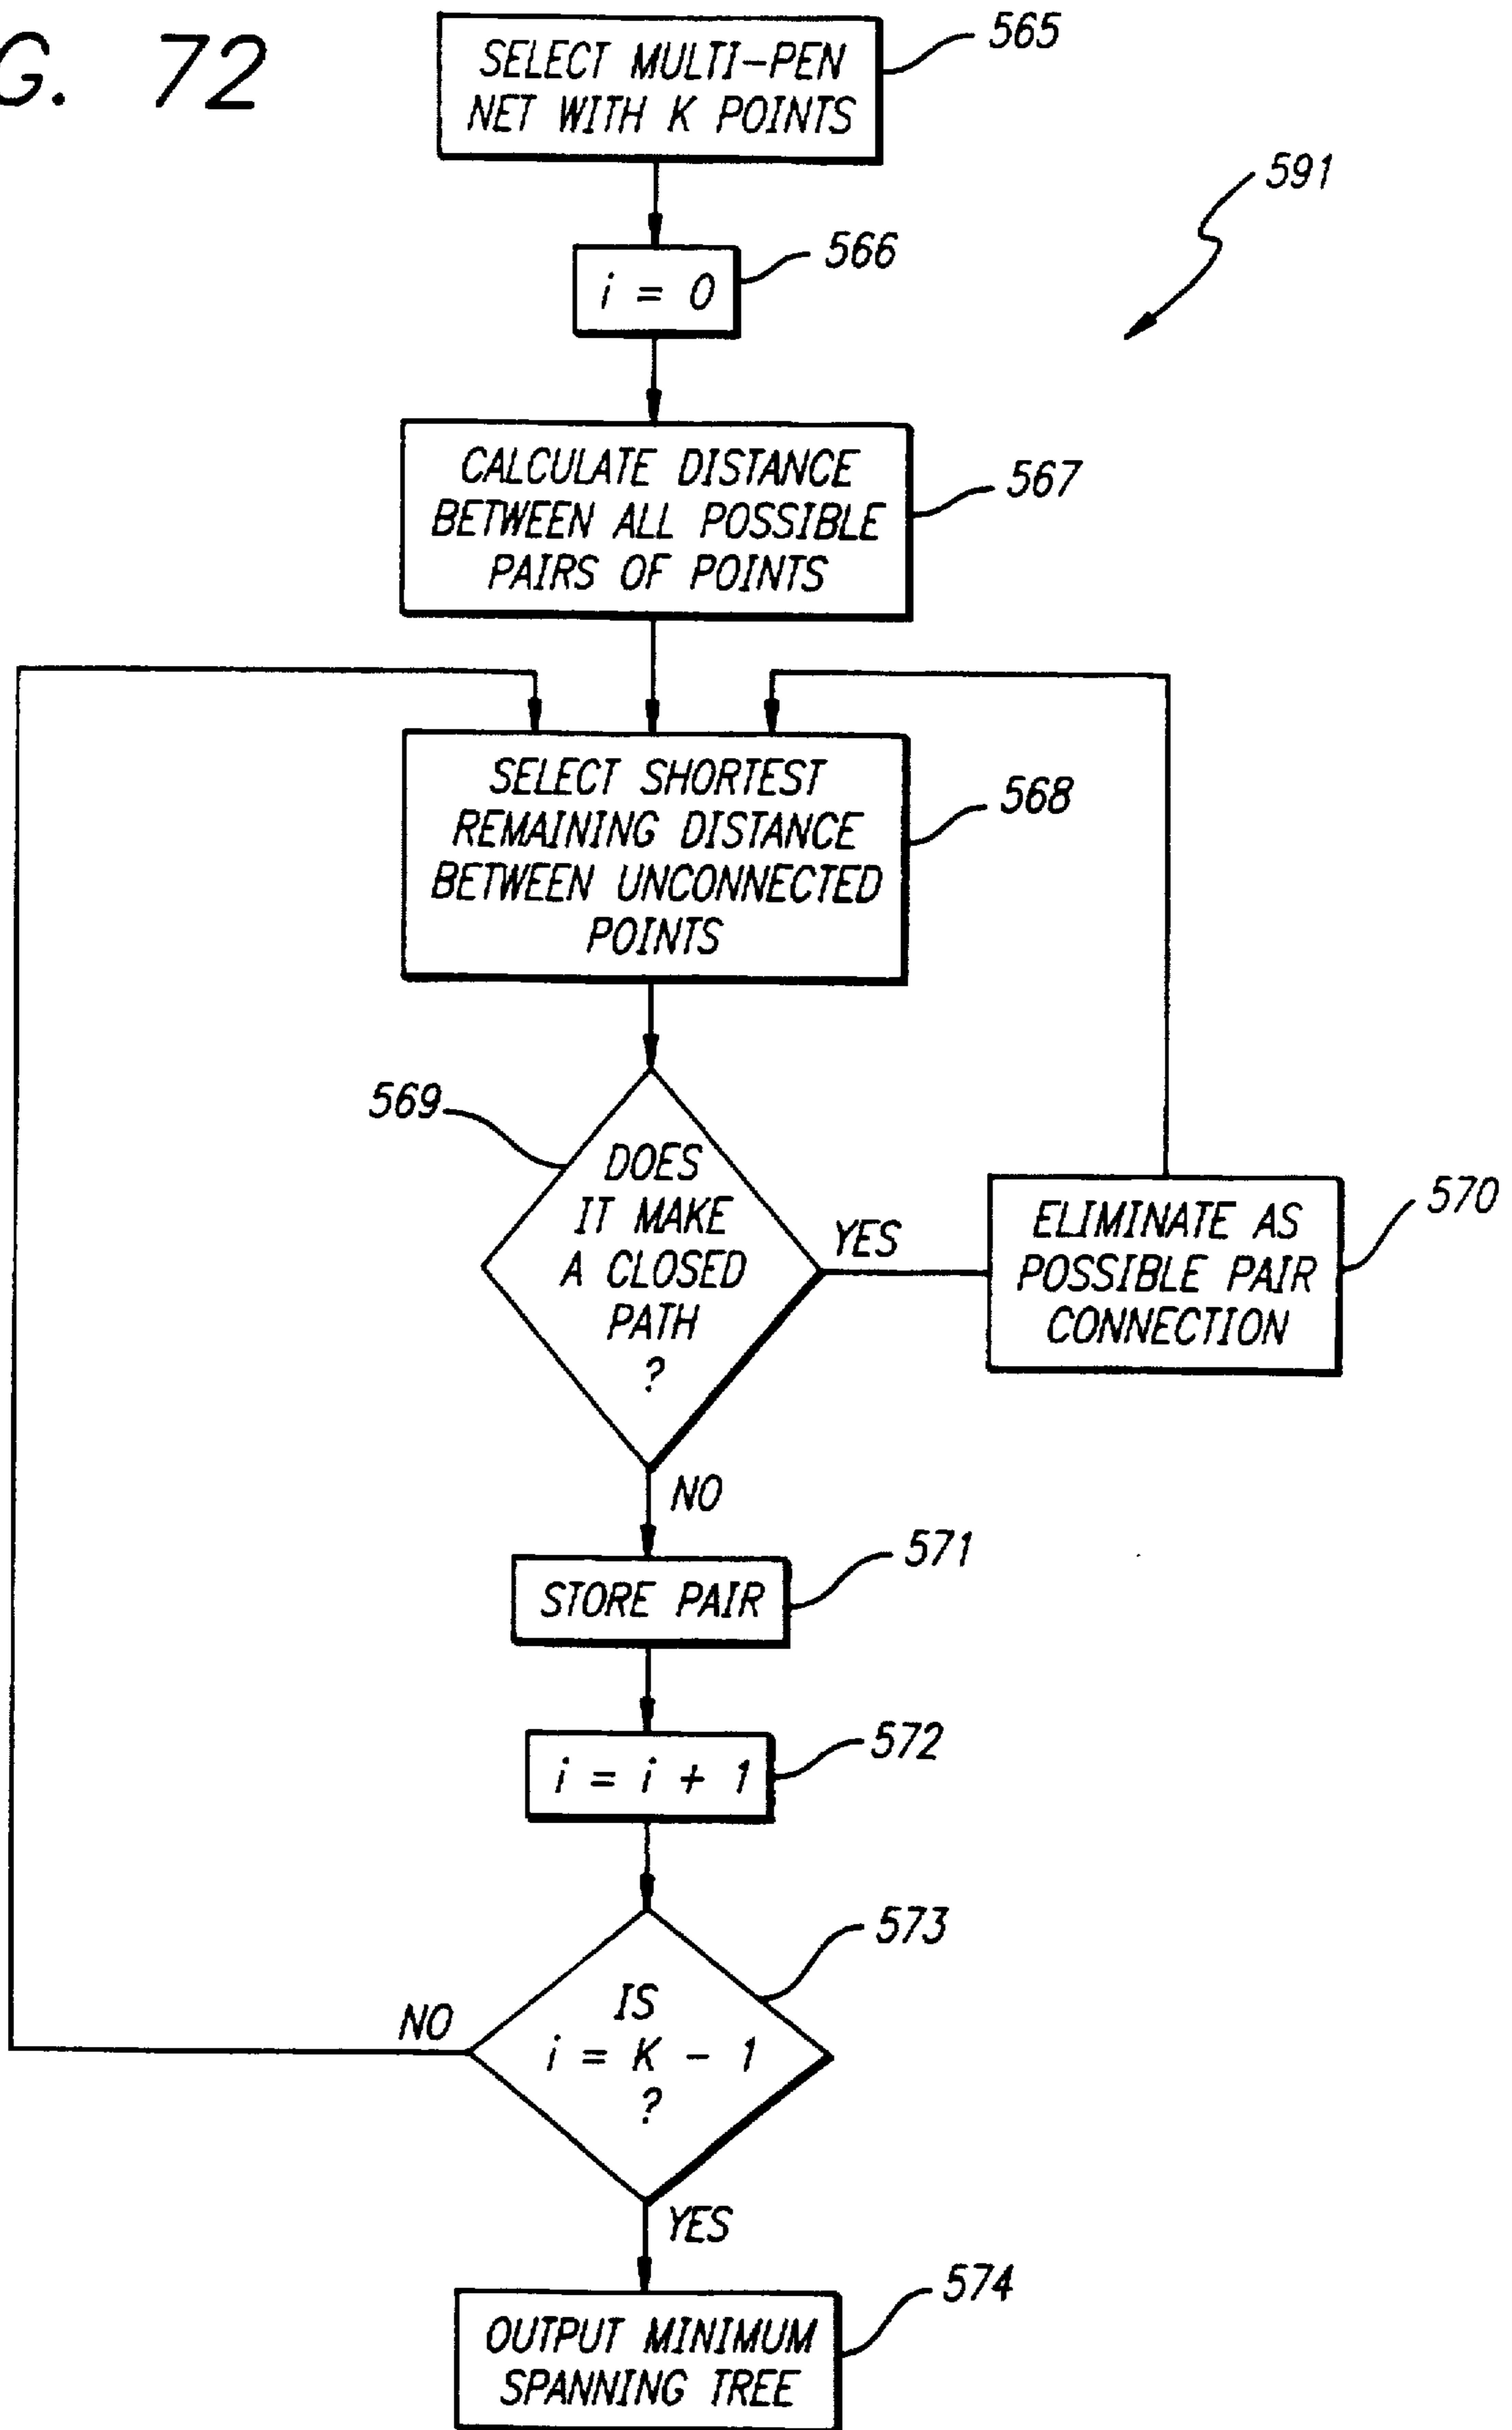 G. 72
SELECT MULTI-PEN
NET WITH K POINTS
565
591
i = 0
566
CALCULATE DISTANCE
BETWEEN ALL POSSIBLE
PAIRS OF POINTS
567
SELECT SHORTEST
REMAINING DISTANCE
BETWEEN UNCONNECTED
POINTS
568
569
DOES
IT MAKE
A CLOSED
PATH
?
YES
ELIMINATE AS
POSSIBLE PAIR
CONNECTION
570
NO
STORE PAIR
571
i = i + 1
572
573
IS
i = K - 1
?
NO
YES
OUTPUT MINIMUM
SPANNING TREE
574